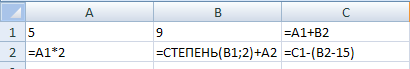 A B C
1 5 9 =A1+B2
2 =A1*2 =СТЕПЕНЬ(B1;2)+A2 =C1-(B2-15)